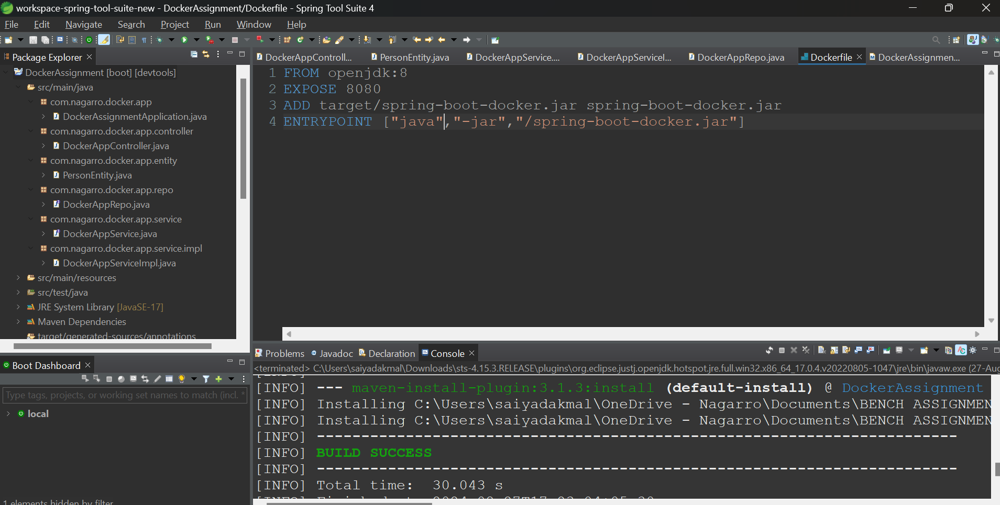 workspace-spring-tool-suite-new - DockerAssignment/Dockerfile - Spring Tool Suite 4
File Edit Navigate Search Project Run Window Help
Package Explorer
DockerAssignment [boot] [devtools]
src/main/java
com.nagarro.docker.app
DockerAssignmentApplication.java
com.nagarro.docker.app.controller
DockerAppController.java
com.nagarro.docker.app.entity
PersonEntity.java
com.nagarro.docker.app.repo
DockerAppRepo.java
com.nagarro.docker.app.service
DockerAppService.java
com.nagarro.docker.app.service.impl
DockerAppServiceImpl.java
src/main/resources
src/test/java
JRE System Library [JavaSE-17]
Maven Dependencies
target/generated-sources/annotations
Boot Dashboard
Type tags, projects, or working set names to match (incl. *
local
1 elements hidden by filter
DockerAppControll... PersonEntity.java DockerAppService.... DockerAppServiceI... DockerAppRepo.java Dockerfile DockerAssignmen...
1 FROM openjdk:8
2 EXPOSE 8080
3 ADD target/spring-boot-docker.jar spring-boot-docker.jar
4 ENTRYPOINT ["java","-jar","/spring-boot-docker.jar"]
Problems Javadoc Declaration Console
<terminated> C:\Users\saiyadakmal\Downloads\sts-4.15.3.RELEASE\plugins\org.eclipse.justj.openjdk.hotspot.jre.full.win32.x86_64_17.0.4.v20220805-1047\jre\bin\javaw.exe (27-Aug
[INFO] --- maven-install-plugin:3.1.3:install (default-install) @ DockerAssignment
[INFO] Installing C:\Users\saiyadakmal\OneDrive - Nagarro\Documents\BENCH ASSIGNMEN
[INFO] Installing C:\Users\saiyadakmal\OneDrive - Nagarro\Documents\BENCH ASSIGNMEN
[INFO] ------------------------------------------------------------------------
[INFO] BUILD SUCCESS
[INFO] ------------------------------------------------------------------------
[INFO] Total time: 30.043 s